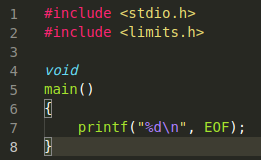 1 #include <stdio.h>
2 #include <limits.h>
3
4 void
5 main()
6 {
7     printf("%d\n", EOF);
8 }